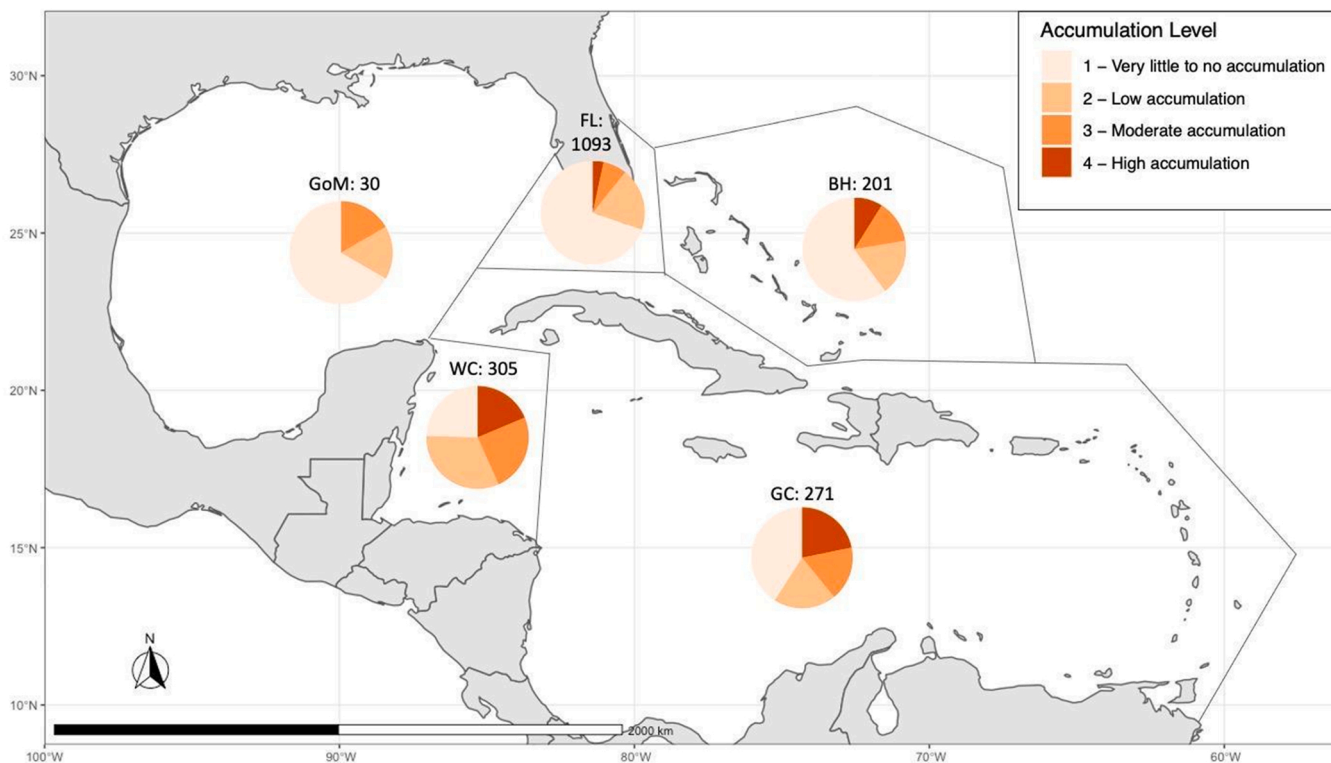 Accumulation Level
1 – Very little to no accumulation
2 – Low accumulation
3 – Moderate accumulation
4 – High accumulation
30°N
FL:
1093
GoM: 30
BH: 201
25°N
20°N
WC: 305
GC: 271
15°N
N
10°N
2000 km
100°W
90°W
80°W
70°W
60°W